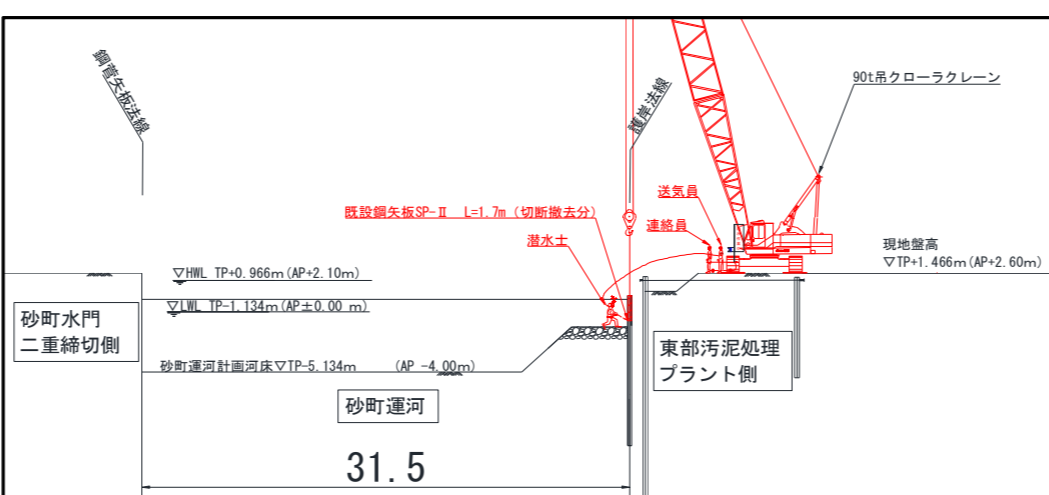 鋼菅矢板法線
護岸法線
90t吊クローラクレーン
送気員
既設鋼矢板SP-Ⅱ L=1.7m (切断撤去分)
連絡員
潜水士
現地盤高
▽TP+1.466m(AP+2.60m)
▽HWL TP+0.966m(AP+2.10m)
▽LWL TP-1.134m(AP±0.00 m)
砂町水門
二重締切側
東部汚泥処理
プラント側
砂町運河計画河床▽TP-5.134m (AP -4.00m)
砂町運河
31.5